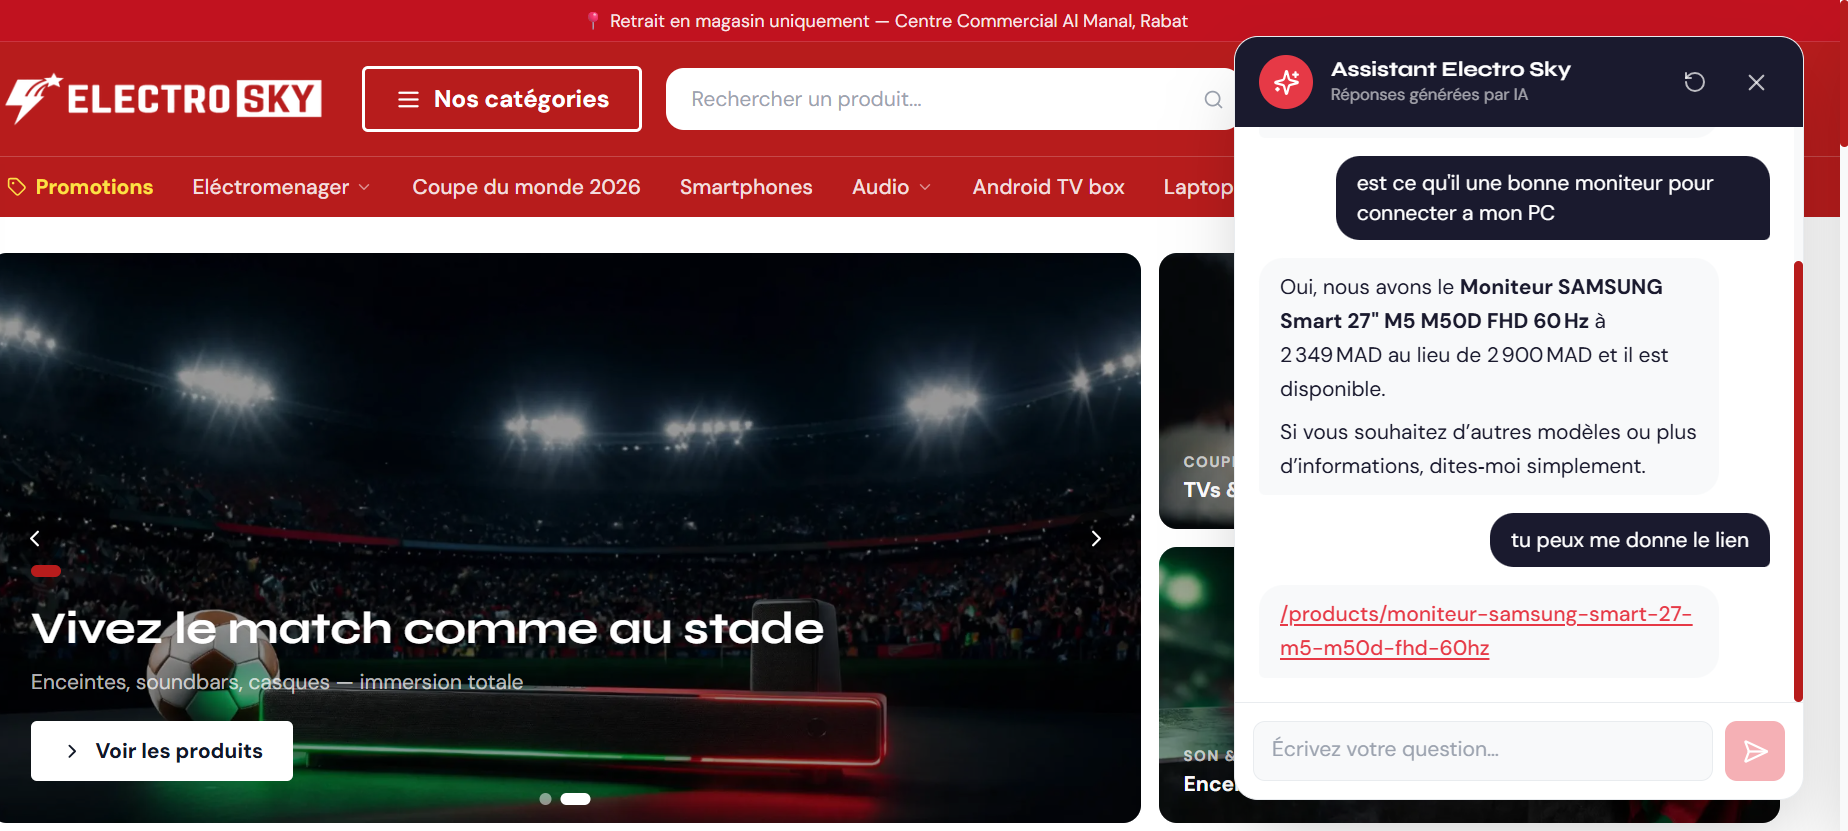 Retrait en magasin uniquement — Centre Commercial Al Manal, Rabat
ELECTRO SKY
Nos catégories
Rechercher un produit...
Promotions
Eléctromenager
Coupe du monde 2026
Smartphones
Audio
Android TV box
Laptop
Vivez le match comme au stade
Enceintes, soundbars, casques — immersion totale
Voir les produits
COUP
TVs &
SON &
Ence
Assistant Electro Sky
Réponses générées par IA
est ce qu'il une bonne moniteur pour
connecter a mon PC
Oui, nous avons le Moniteur SAMSUNG
Smart 27" M5 M50D FHD 60 Hz à
2 349 MAD au lieu de 2 900 MAD et il est
disponible.
Si vous souhaitez d’autres modèles ou plus
d’informations, dites-moi simplement.
tu peux me donne le lien
/products/moniteur-samsung-smart-27-
m5-m50d-fhd-60hz
Écrivez votre question...